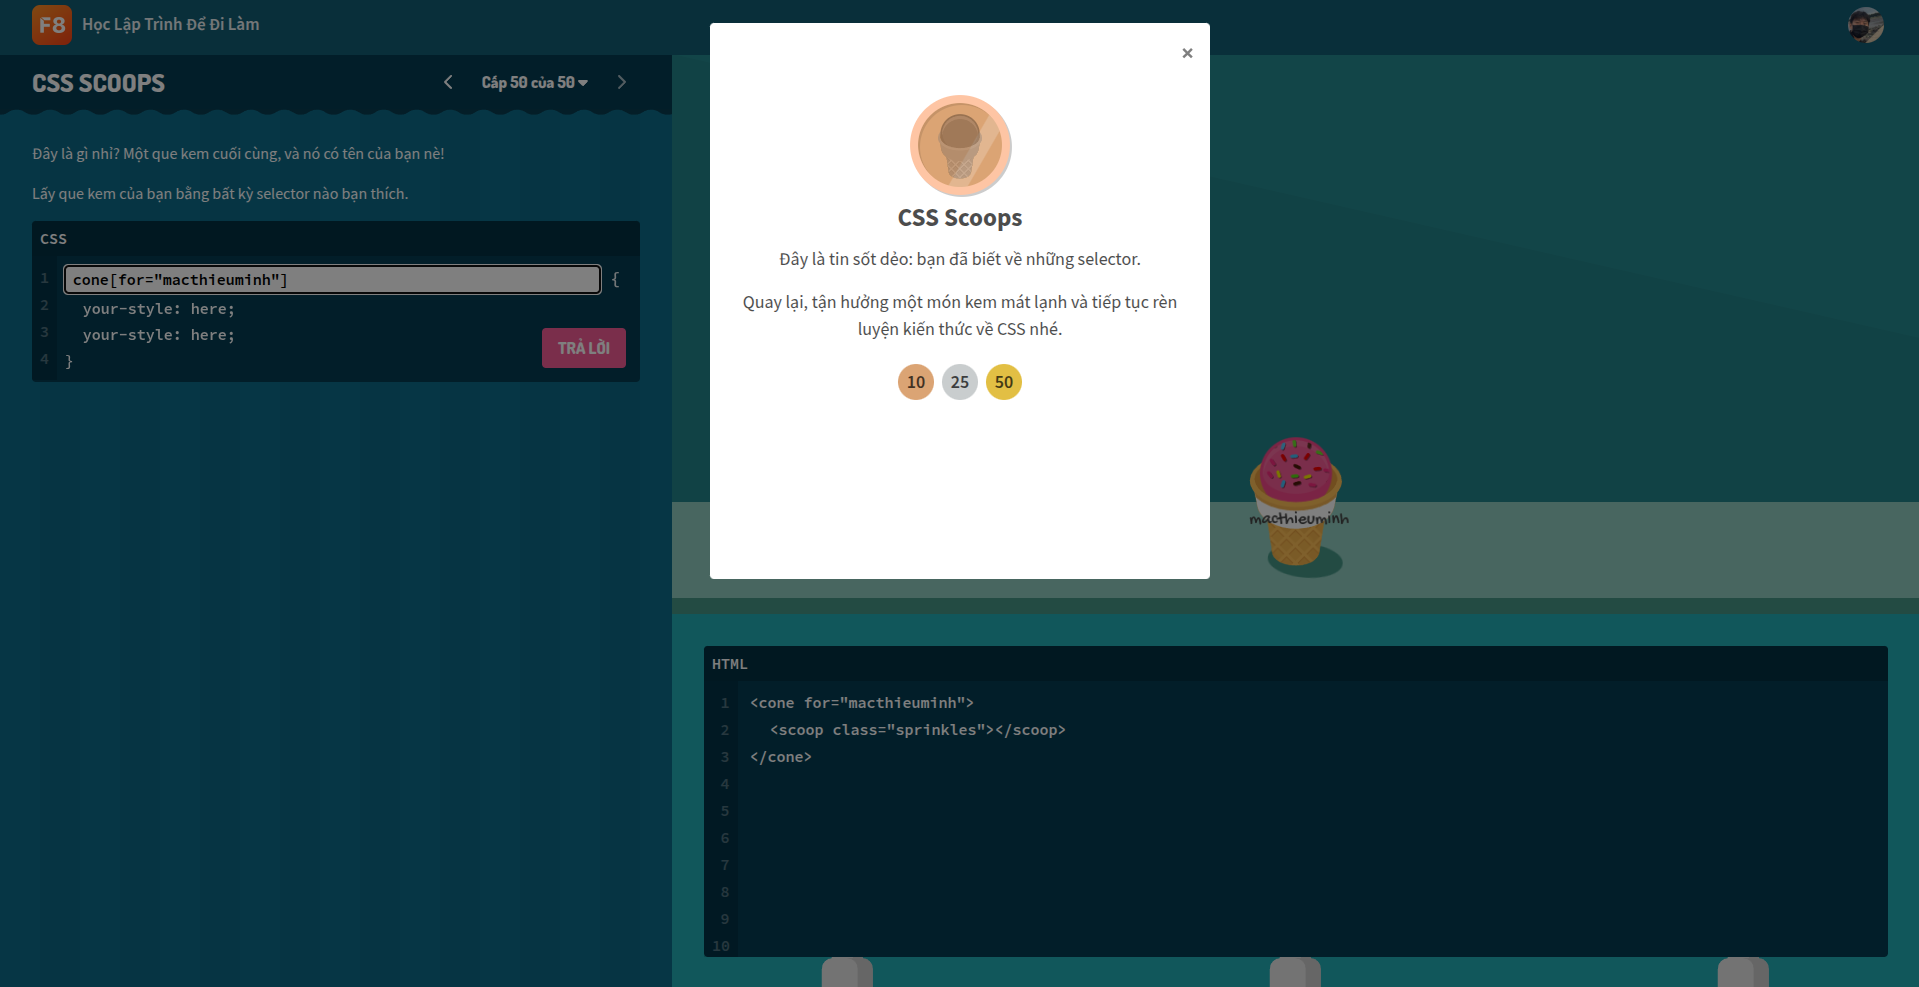 F8 Học Lập Trình Để Đi Làm
CSS SCOOPS
Cấp 50 của 50
Đây là gì nhỉ? Một que kem cuối cùng, và nó có tên của bạn nè!
Lấy que kem của bạn bằng bất kỳ selector nào bạn thích.
CSS
1 cone[for="macthieuminh"] {
2 your-style: here;
3 your-style: here;
4 }
TRẢ LỜI
×
CSS Scoops
Đây là tin sốt dẻo: bạn đã biết về những selector.
Quay lại, tận hưởng một món kem mát lạnh và tiếp tục rèn
luyện kiến thức về CSS nhé.
10 25 50
macthieuminh
HTML
1 <cone for="macthieuminh">
2 <scoop class="sprinkles"></scoop>
3 </cone>
4
5
6
7
8
9
10